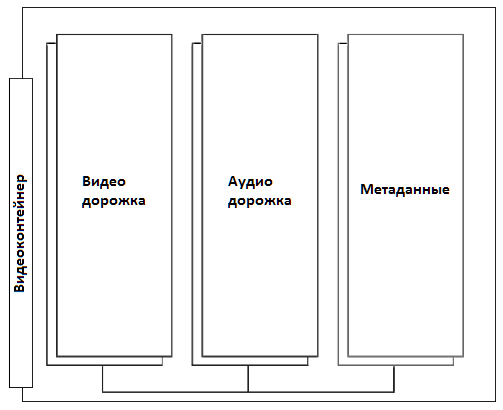 Видеоконтейнер
Видео
дорожка
Аудио
дорожка
Метаданные